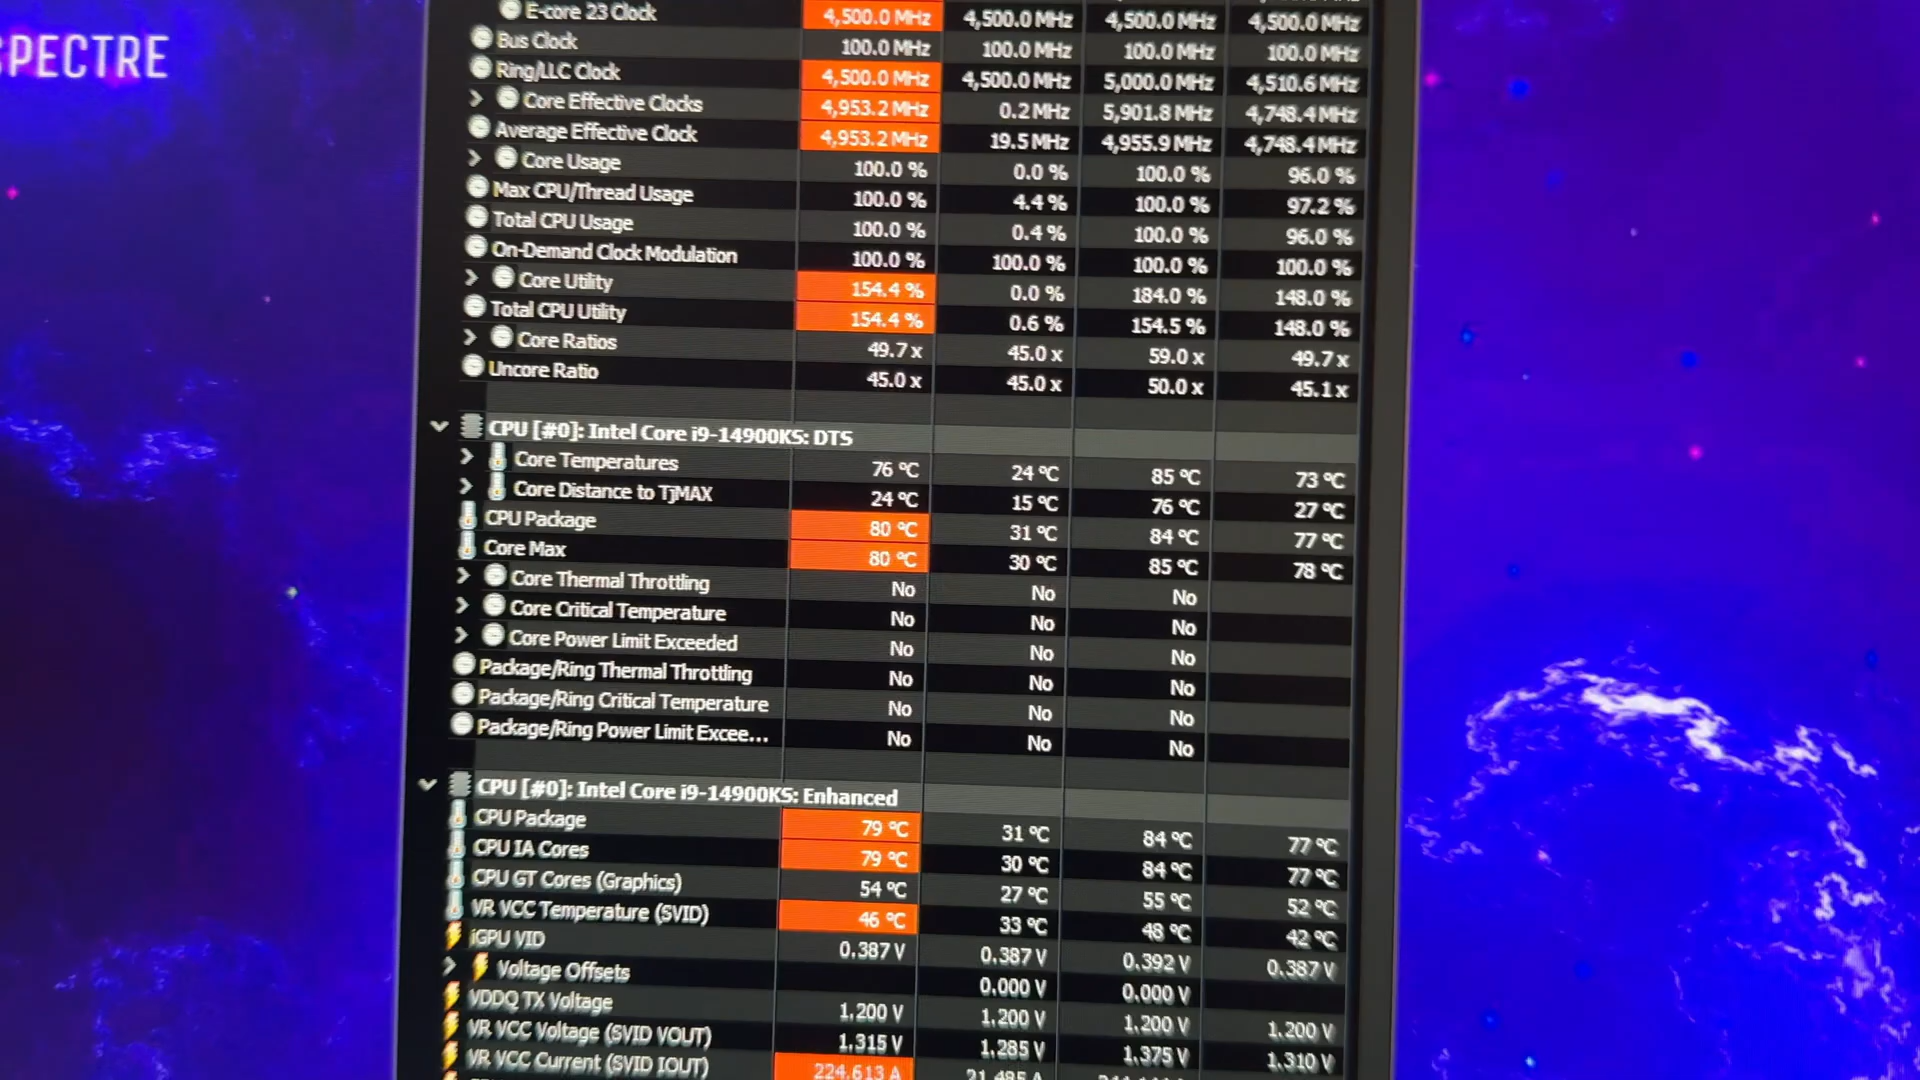 SPECTRE
E-core 23 Clock 4,500.0 MHz 4,500.0 MHz 4,500.0 MHz 4,500.0 MHz
Bus Clock 100.0 MHz 100.0 MHz 100.0 MHz 100.0 MHz
Ring/LLC Clock 4,500.0 MHz 4,500.0 MHz 5,000.0 MHz 4,510.6 MHz
Core Effective Clocks 4,953.2 MHz 0.2 MHz 5,901.8 MHz 4,748.4 MHz
Average Effective Clock 4,953.2 MHz 19.5 MHz 4,955.9 MHz 4,748.4 MHz
Core Usage 100.0 % 0.0 % 100.0 % 96.0 %
Max CPU/Thread Usage 100.0 % 4.4 % 100.0 % 97.2 %
Total CPU Usage 100.0 % 0.4 % 100.0 % 96.0 %
On-Demand Clock Modulation 100.0 % 100.0 % 100.0 % 100.0 %
Core Utility 154.4 % 0.0 % 184.0 % 148.0 %
Total CPU Utility 154.4 % 0.6 % 154.5 % 148.0 %
Core Ratios 49.7 x 45.0 x 59.0 x 49.7 x
Uncore Ratio 45.0 x 45.0 x 50.0 x 45.1 x
CPU [#0]: Intel Core i9-14900KS: DTS
Core Temperatures 76 °C 24 °C 85 °C 73 °C
Core Distance to TjMAX 24 °C 15 °C 76 °C 27 °C
CPU Package 80 °C 31 °C 84 °C 77 °C
Core Max 80 °C 30 °C 85 °C 78 °C
Core Thermal Throttling No No No
Core Critical Temperature No No No
Core Power Limit Exceeded No No No
Package/Ring Thermal Throttling No No No
Package/Ring Critical Temperature No No No
Package/Ring Power Limit Excee... No No No
CPU [#0]: Intel Core i9-14900KS: Enhanced
CPU Package 79 °C 31 °C 84 °C 77 °C
CPU IA Cores 79 °C 30 °C 84 °C 77 °C
CPU GT Cores (Graphics) 54 °C 27 °C 55 °C 52 °C
VR VCC Temperature (SVID) 46 °C 33 °C 48 °C 42 °C
iGPU VID 0.387 V 0.387 V 0.392 V 0.387 V
Voltage Offsets 0.000 V 0.000 V
VDDQ TX Voltage 1.200 V 1.200 V 1.200 V 1.200 V
VR VCC Voltage (SVID VOUT) 1.315 V 1.285 V 1.375 V 1.310 V
VR VCC Current (SVID IOUT) 224.613 A 21.485 A